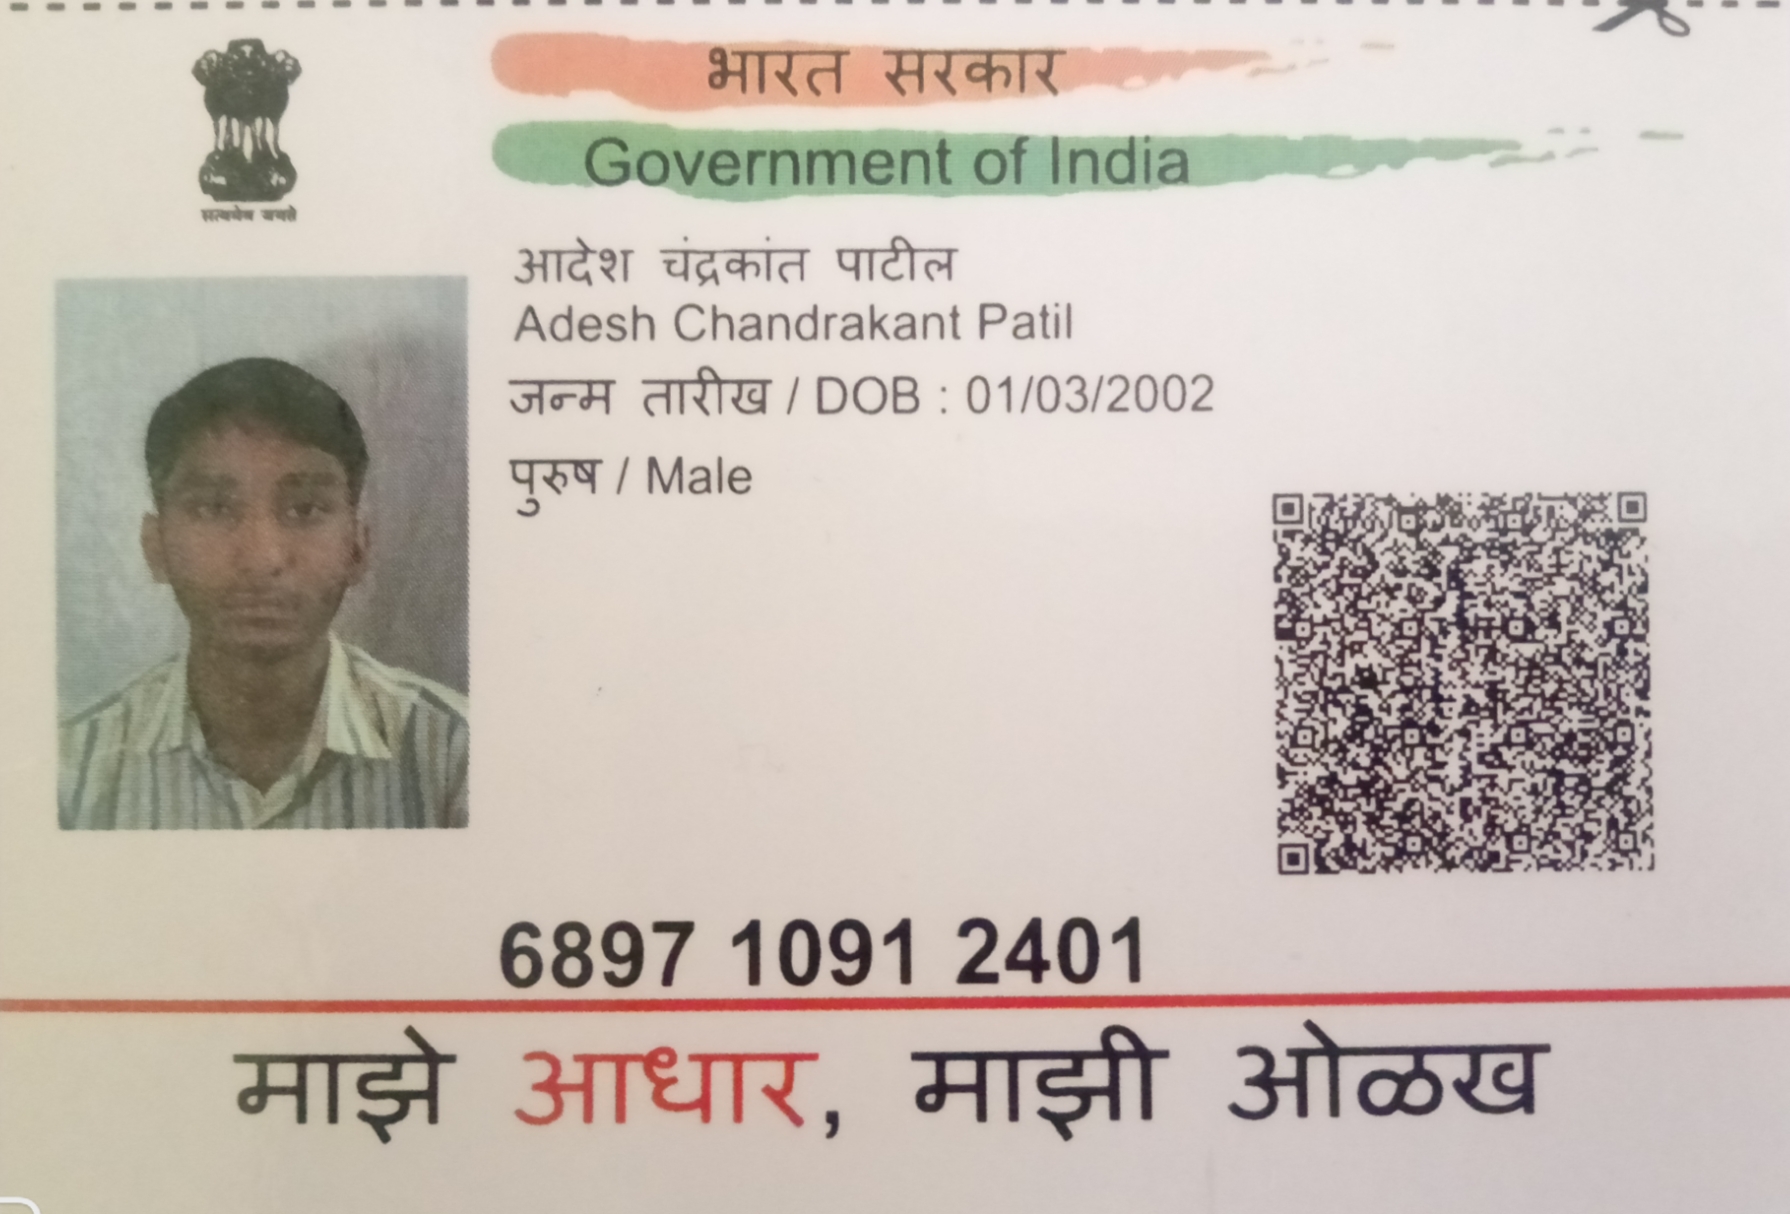 भारत सरकार
Government of India
सत्यमेव जयते
आदेश चंद्रकांत पाटील
Adesh Chandrakant Patil
जन्म तारीख / DOB : 01/03/2002
पुरुष / Male
6897 1091 2401
माझे आधार, माझी ओळख